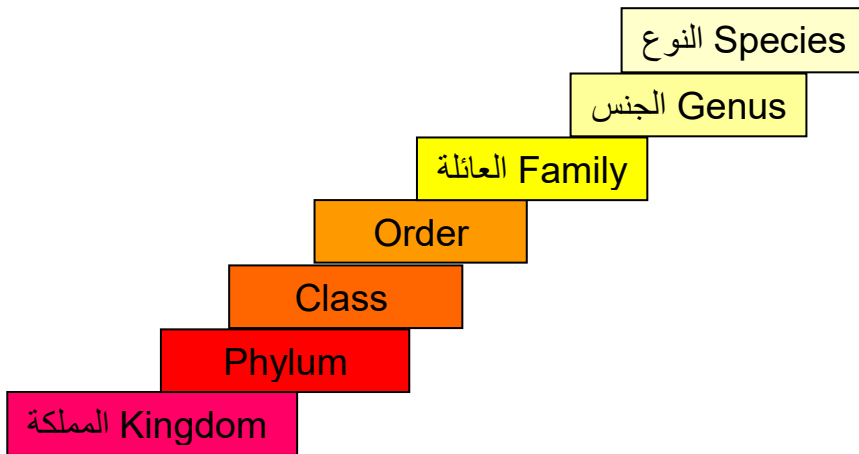 النوع Species
الجنس Genus
العائلة Family
Order
Class
Phylum
المملكة Kingdom